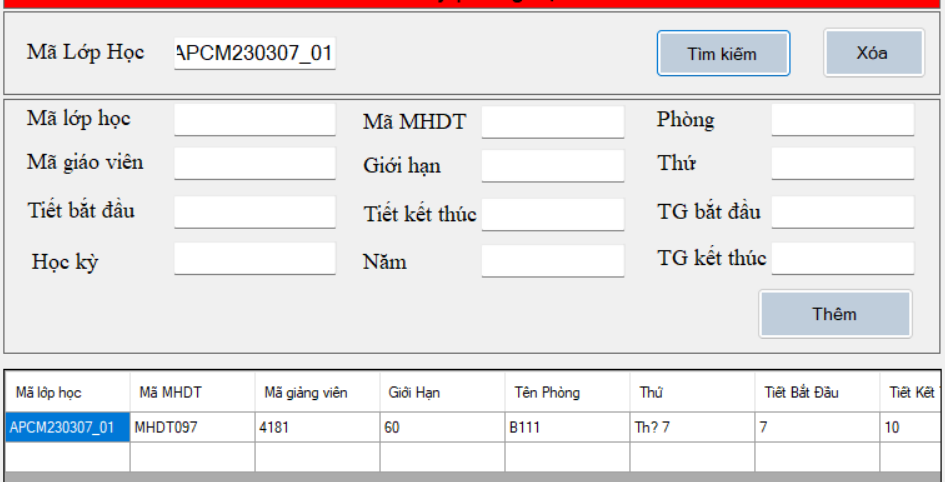 Mã Lớp Học APCM230307_01 Tìm kiếm Xóa
Mã lớp học Mã MHDT Phòng
Mã giáo viên Giới hạn Thứ
Tiết bắt đầu Tiết kết thúc TG bắt đầu
Học kỳ Năm TG kết thúc
Thêm
Mã lớp học Mã MHDT Mã giảng viên Giới Hạn Tên Phòng Thứ Tiết Bắt Đầu Tiết Kết
APCM230307_01 MHDT097 4181 60 B111 Th? 7 7 10